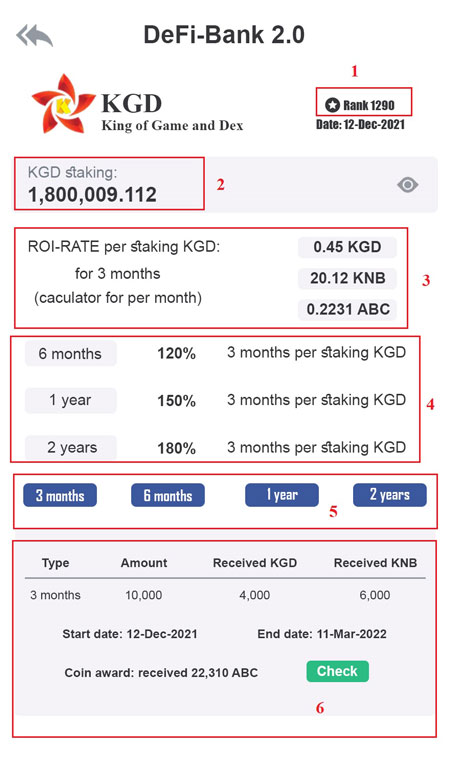 DeFi-Bank 2.0
1
KGD
King of Game and Dex
Rank 1290
Date: 12-Dec-2021
KGD staking:
1,800,009.112
2
ROI-RATE per staking KGD:
0.45 KGD
for 3 months
20.12 KNB
3
(caculator for per month)
0.2231 ABC
6 months 120% 3 months per staking KGD
1 year 150% 3 months per staking KGD
4
2 years 180% 3 months per staking KGD
3 months 6 months 1 year 2 years
5
Type Amount Received KGD Received KNB
3 months 10,000 4,000 6,000
Start date: 12-Dec-2021 End date: 11-Mar-2022
Coin award: received 22,310 ABC Check
6